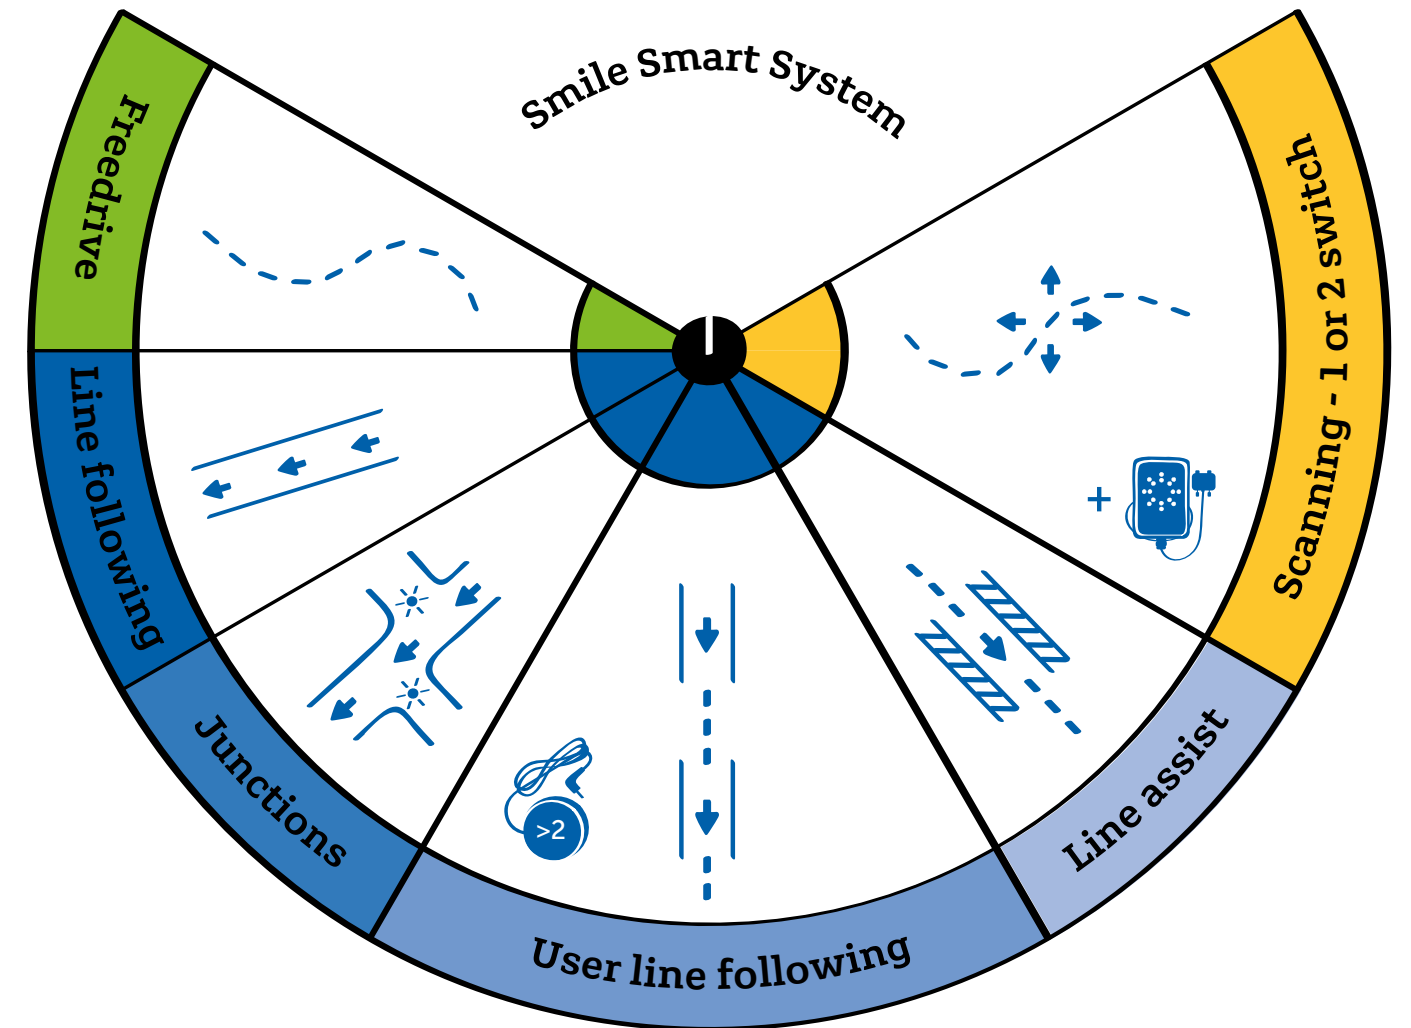 Smile Smart System
Freedrive
Line following
Junctions
User line following
>2
Line assist
Scanning - 1 or 2 switch
+